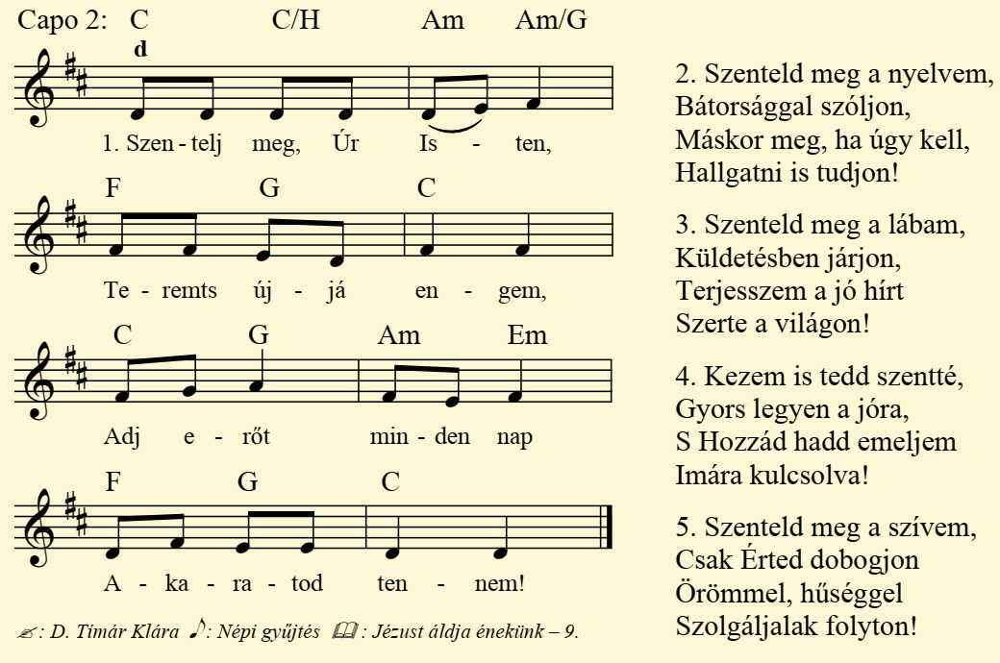 Capo 2: C C/H Am Am/G
d
1. Szen - telj meg, Úr Is - ten,
F G C
Te - remts új - já en - gem,
C G Am Em
Adj e - rőt min - den nap
F G C
A - ka - ra - tod ten - nem!
✍: D. Tímár Klára ♪: Népi gyűjtés 🕮: Jézust áldja énekünk – 9.
2. Szenteld meg a nyelvem,
Bátorsággal szóljon,
Máskor meg, ha úgy kell,
Hallgatni is tudjon!
3. Szenteld meg a lábam,
Küldetésben járjon,
Terjesszem a jó hírt
Szerte a világon!
4. Kezem is tedd szentté,
Gyors legyen a jóra,
S Hozzád hadd emeljem
Imára kulcsolva!
5. Szenteld meg a szívem,
Csak Érted dobogjon
Örömmel, hűséggel
Szolgáljalak folyton!